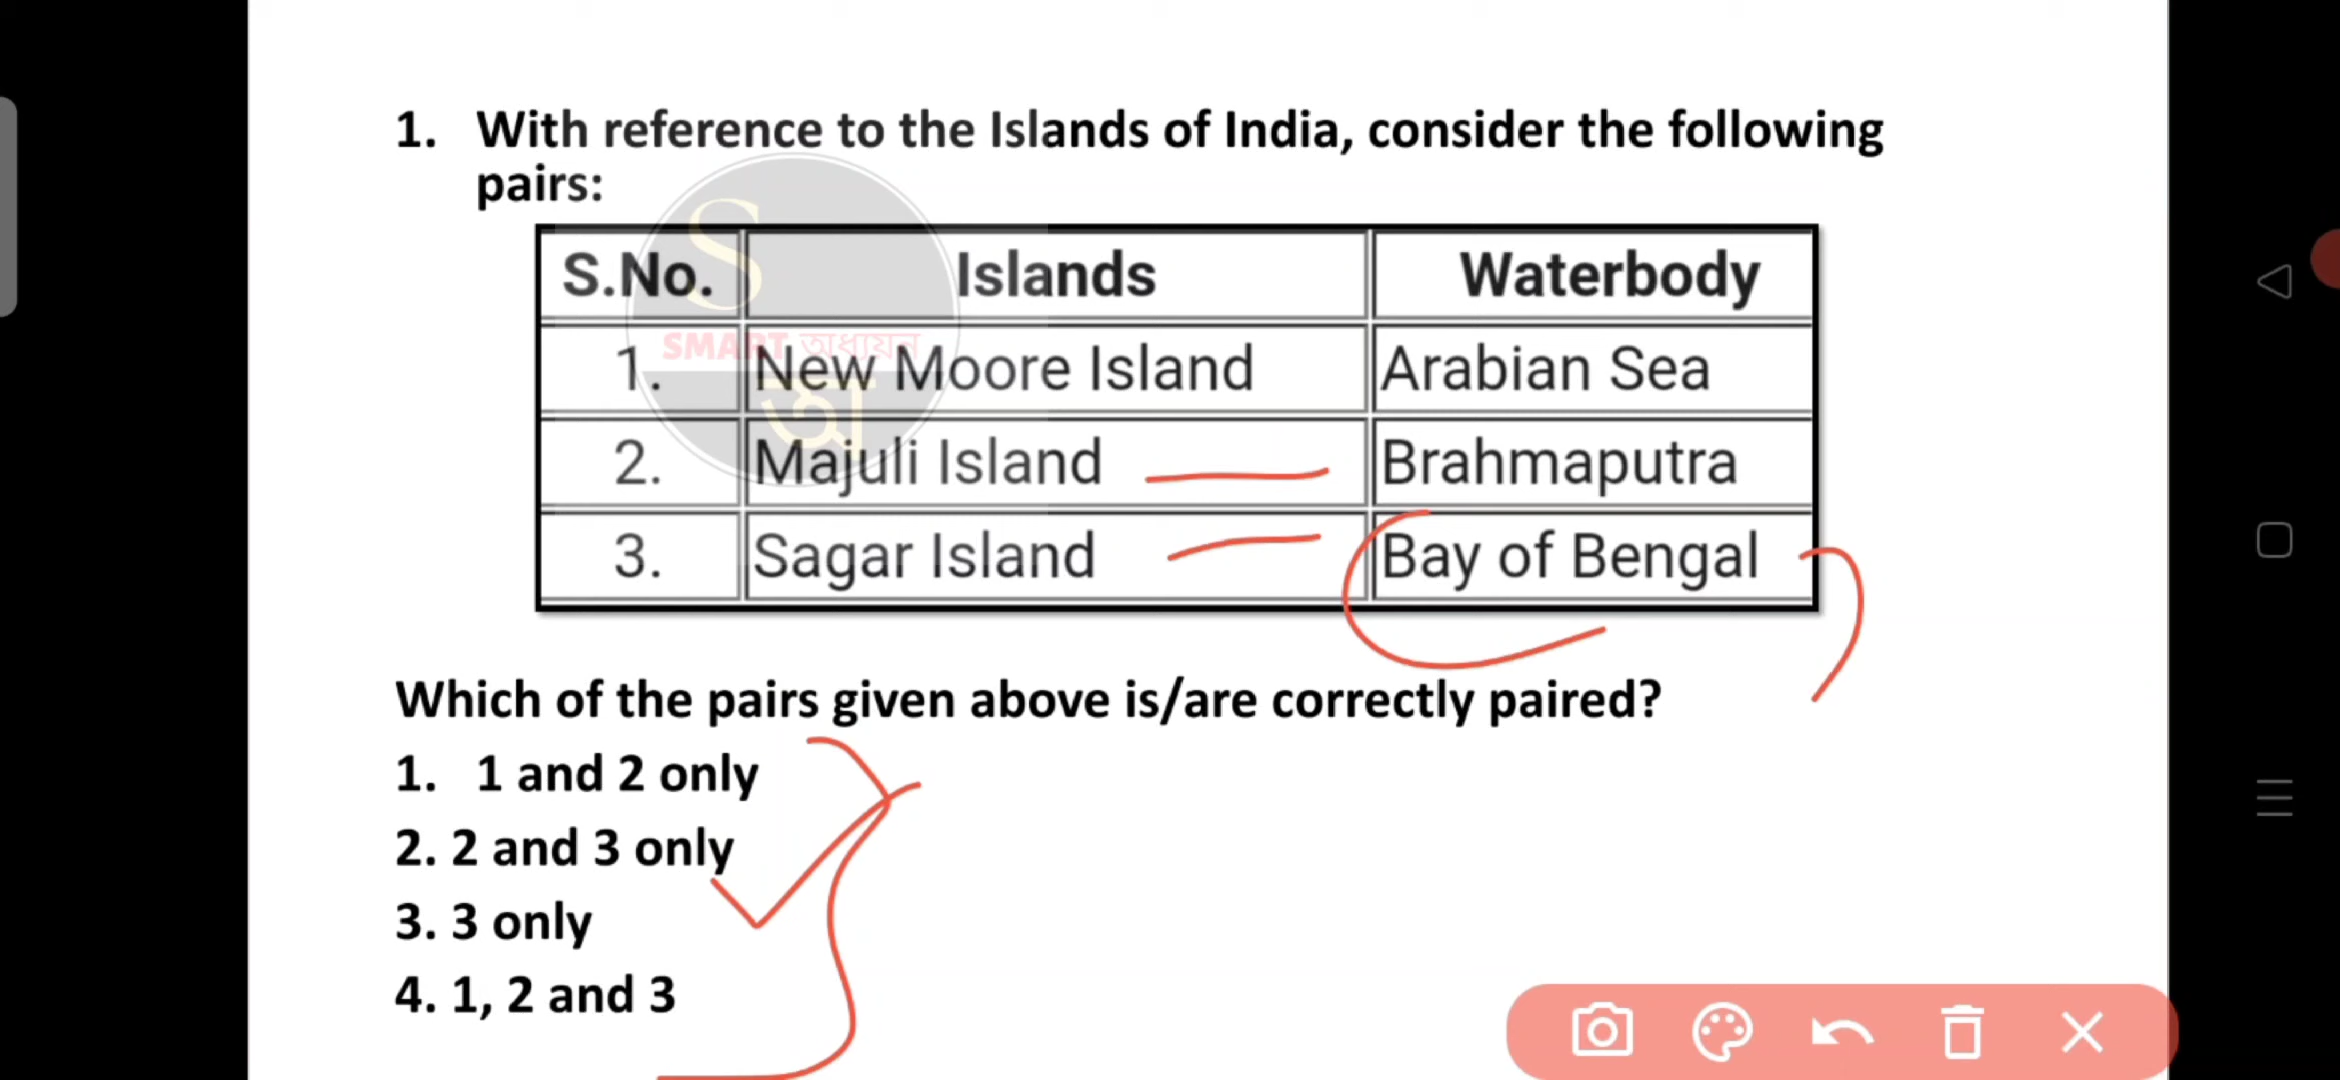 1. With reference to the Islands of India, consider the following
pairs:
S.No. Islands Waterbody
1. New Moore Island Arabian Sea
2. Majuli Island Brahmaputra
3. Sagar Island Bay of Bengal
S
SMART অধ্যয়ন
অ
Which of the pairs given above is/are correctly paired?
1. 1 and 2 only
2. 2 and 3 only
3. 3 only
4. 1, 2 and 3